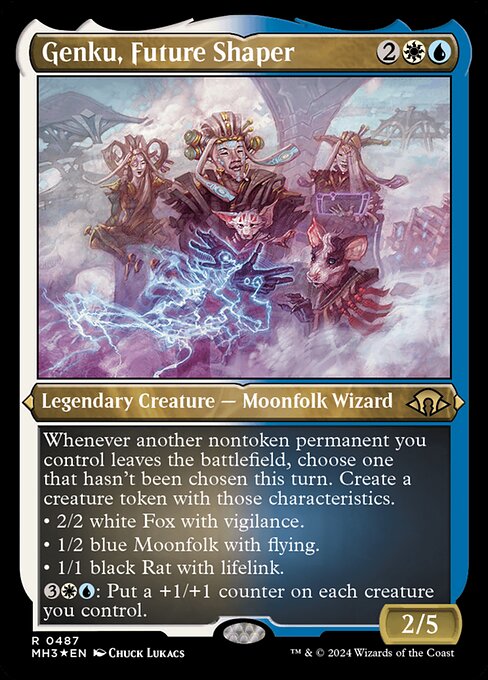 Genku, Future Shaper 2
Legendary Creature — Moonfolk Wizard
Whenever another nontoken permanent you
control leaves the battlefield, choose one
that hasn't been chosen this turn. Create a
creature token with those characteristics.
• 2/2 white Fox with vigilance.
• 1/2 blue Moonfolk with flying.
• 1/1 black Rat with lifelink.
3: Put a +1/+1 counter on each creature
you control.
2/5
R 0487
MH3★EN Chuck Lukacs
™ & © 2024 Wizards of the Coast